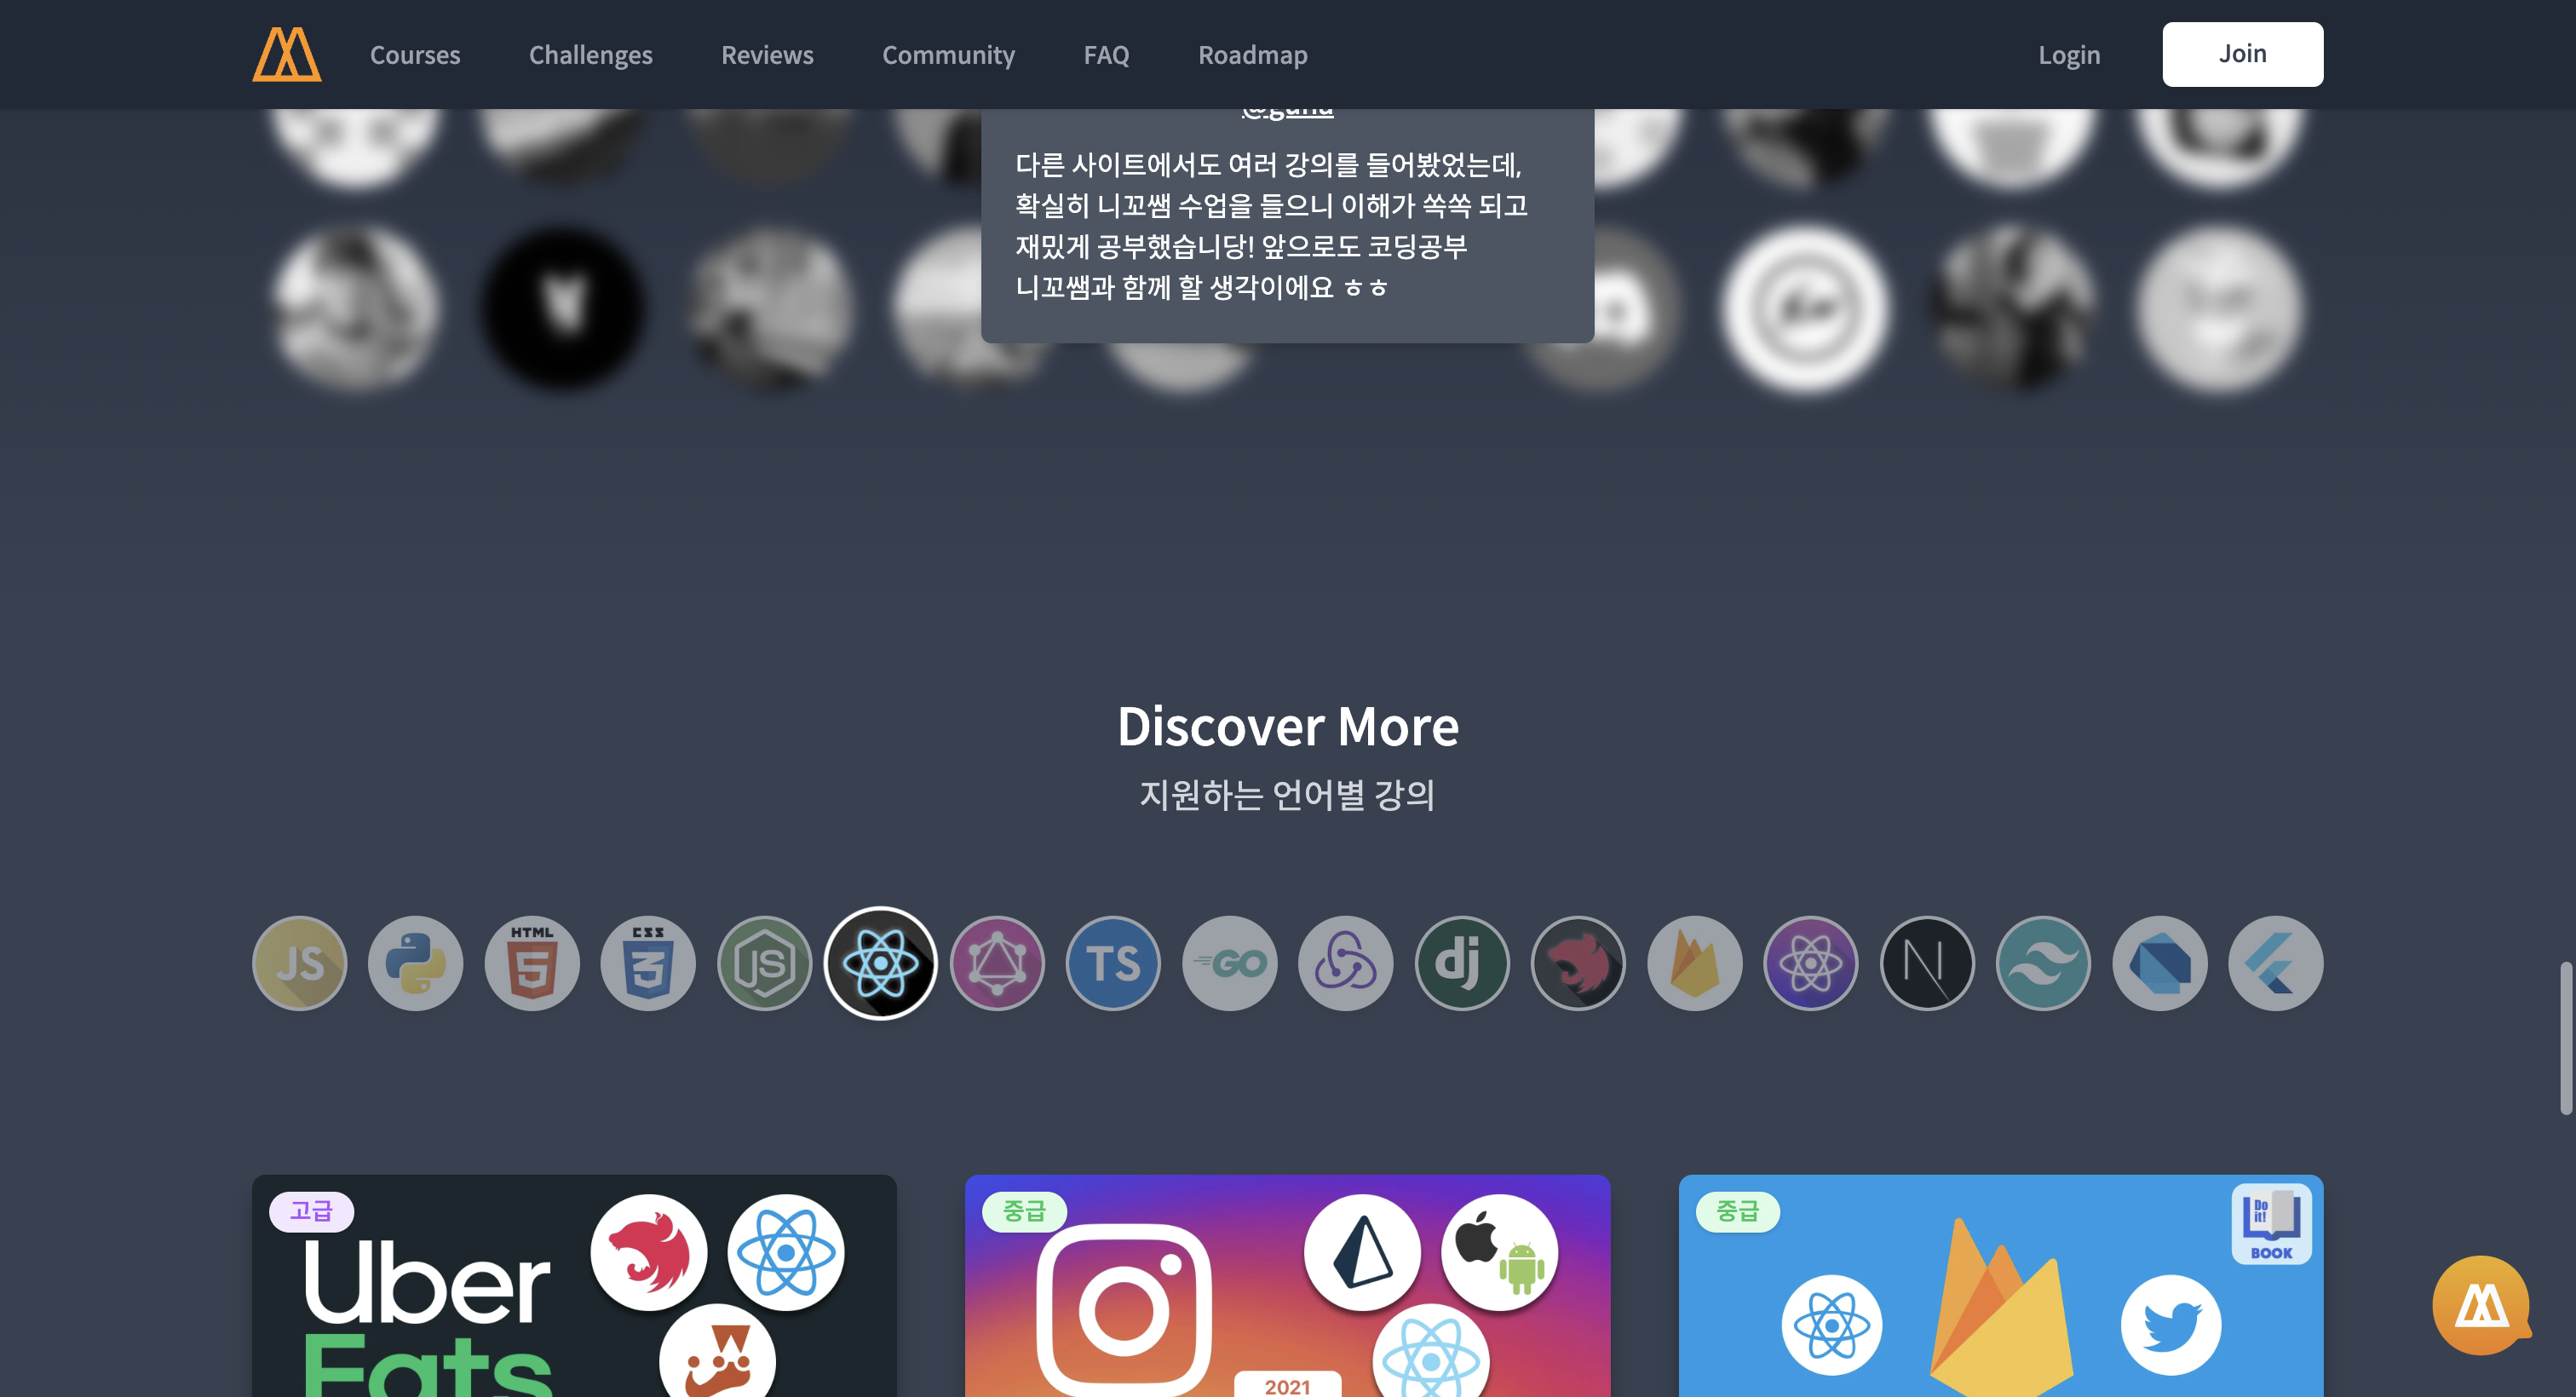 Courses Challenges Reviews Community FAQ Roadmap Login Join
다른 사이트에서도 여러 강의를 들어봤었는데,
확실히 니꼬쌤 수업을 들으니 이해가 쏙쏙 되고
재밌게 공부했습니당! 앞으로도 코딩공부
니꼬쌤과 함께 할 생각이에요 ㅎㅎ
Discover More
지원하는 언어별 강의
JS HTML 5 CSS 3 JS TS GO dj N
고급
Uber
Eats
중급
2021
중급
Do
it!
BOOK